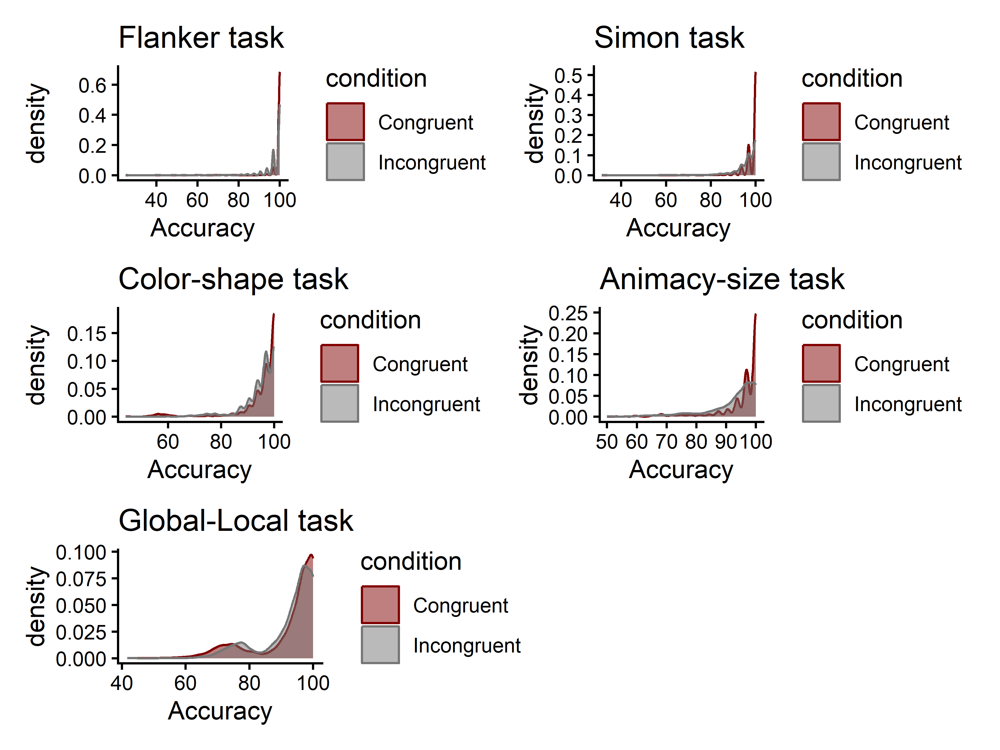 Flanker task
density
0.6
0.4
0.2
0.0
40 60 80 100
Accuracy
condition
Congruent
Incongruent
Simon task
density
0.5
0.4
0.3
0.2
0.1
0.0
40 60 80 100
Accuracy
condition
Congruent
Incongruent
Color-shape task
density
0.15
0.10
0.05
0.00
60 80 100
Accuracy
condition
Congruent
Incongruent
Animacy-size task
density
0.25
0.20
0.15
0.10
0.05
0.00
50 60 70 80 90 100
Accuracy
condition
Congruent
Incongruent
Global-Local task
density
0.100
0.075
0.050
0.025
0.000
40 60 80 100
Accuracy
condition
Congruent
Incongruent